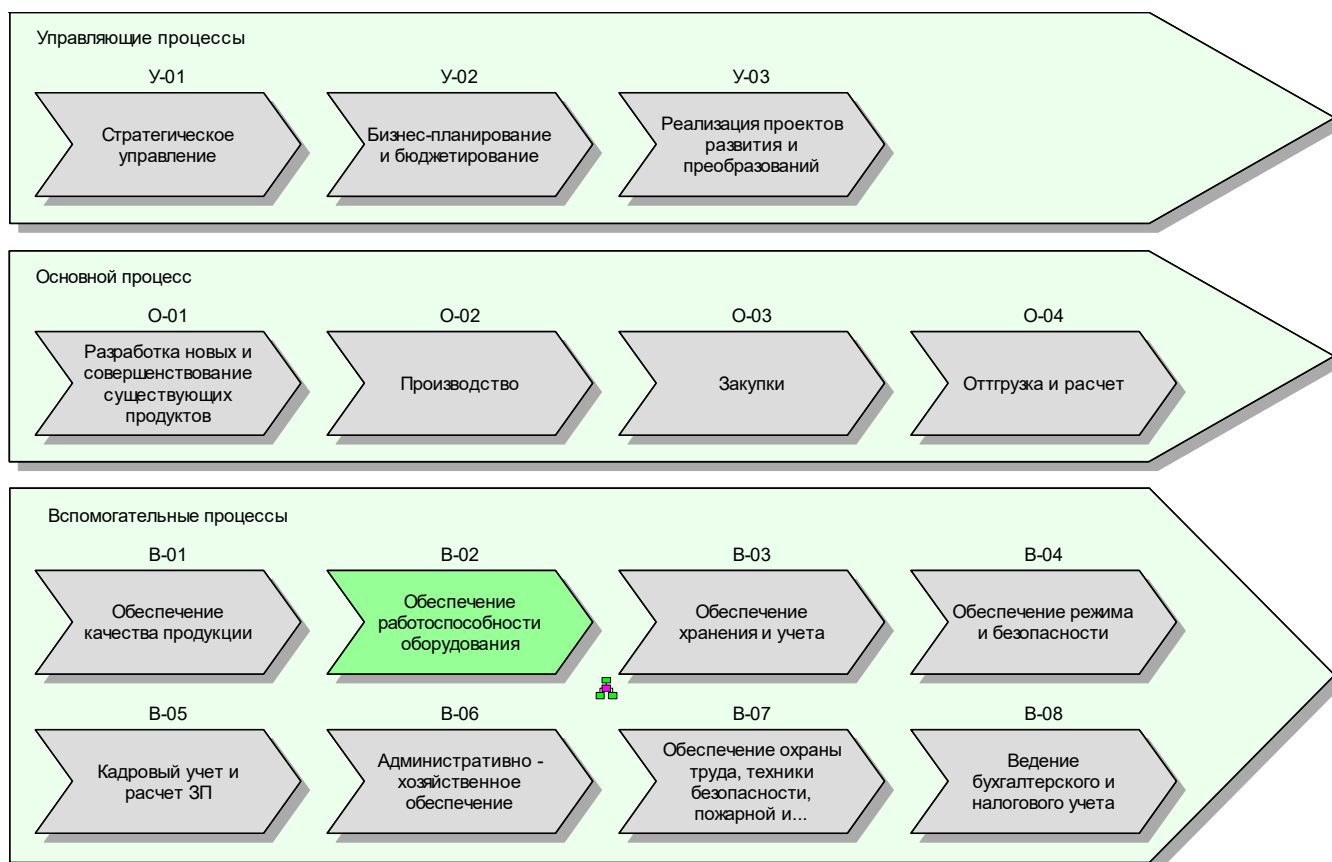 Управляющие процессы
У-01
У-02
У-03
Стратегическое
управление
Бизнес-планирование
и бюджетирование
Реализация проектов
развития и
преобразований
Основной процесс
О-01
О-02
О-03
О-04
Разработка новых и
совершенствование
существующих
продуктов
Производство
Закупки
Оттгрузка и расчет
Вспомогательные процессы
В-01
В-02
В-03
В-04
Обеспечение
качества продукции
Обеспечение
работоспособности
оборудования
Обеспечение
хранения и учета
Обеспечение режима
и безопасности
В-05
В-06
В-07
В-08
Кадровый учет и
расчет ЗП
Административно -
хозяйственное
обеспечение
Обеспечение охраны
труда, техники
безопасности,
пожарной и...
Ведение
бухгалтерского и
налогового учета